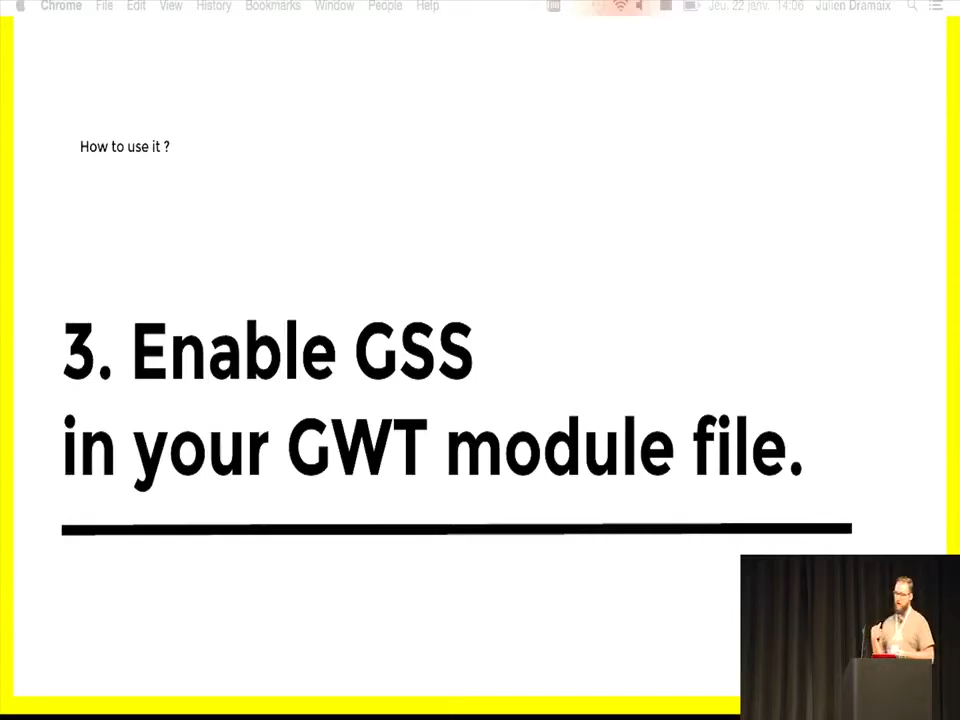 Chrome File Edit View History Bookmarks Window People Help Jeu. 22 janv. 14:06 Julien Dramaix
How to use it ?
3. Enable GSS
in your GWT module file.